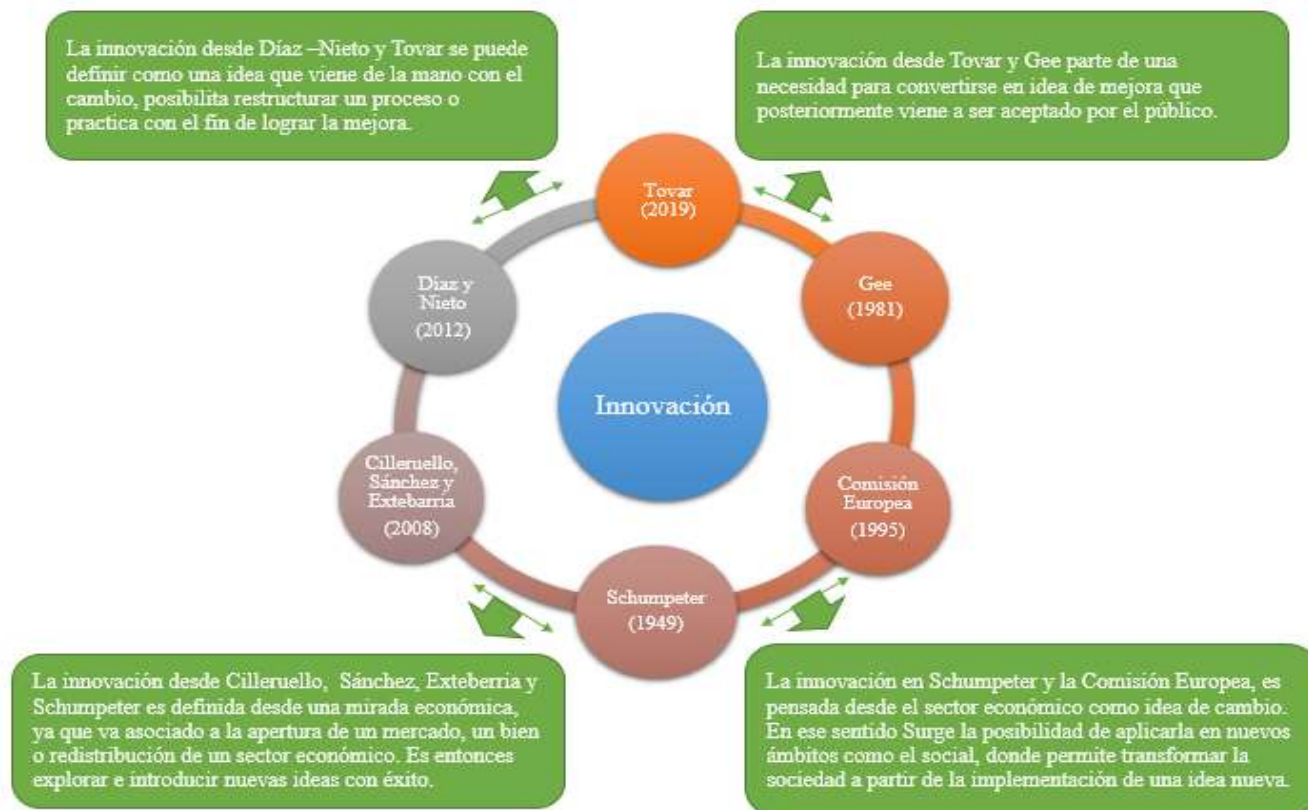 La innovación desde Díaz –Nieto y Tovar se puede
definir como una idea que viene de la mano con el
cambio, posibilita restructurar un proceso o
practica con el fin de lograr la mejora.
La innovación desde Tovar y Gee parte de una
necesidad para convertirse en idea de mejora que
posteriormente viene a ser aceptado por el público.
Tovar
(2019)
Díaz y
Nieto
(2012)
Gee
(1981)
Innovación
Cilleruello,
Sánchez y
Extebarria
(2008)
Comisión
Europea
(1995)
Schumpeter
(1949)
La innovación desde Cilleruello, Sánchez, Exteberria y
Schumpeter es definida desde una mirada económica,
ya que va asociado a la apertura de un mercado, un bien
o redistribución de un sector económico. Es entonces
explorar e introducir nuevas ideas con éxito.
La innovación en Schumpeter y la Comisión Europea, es
pensada desde el sector económico como idea de cambio.
En ese sentido Surge la posibilidad de aplicarla en nuevos
ámbitos como el social, donde permite transformar la
sociedad a partir de la implementación de una idea nueva.